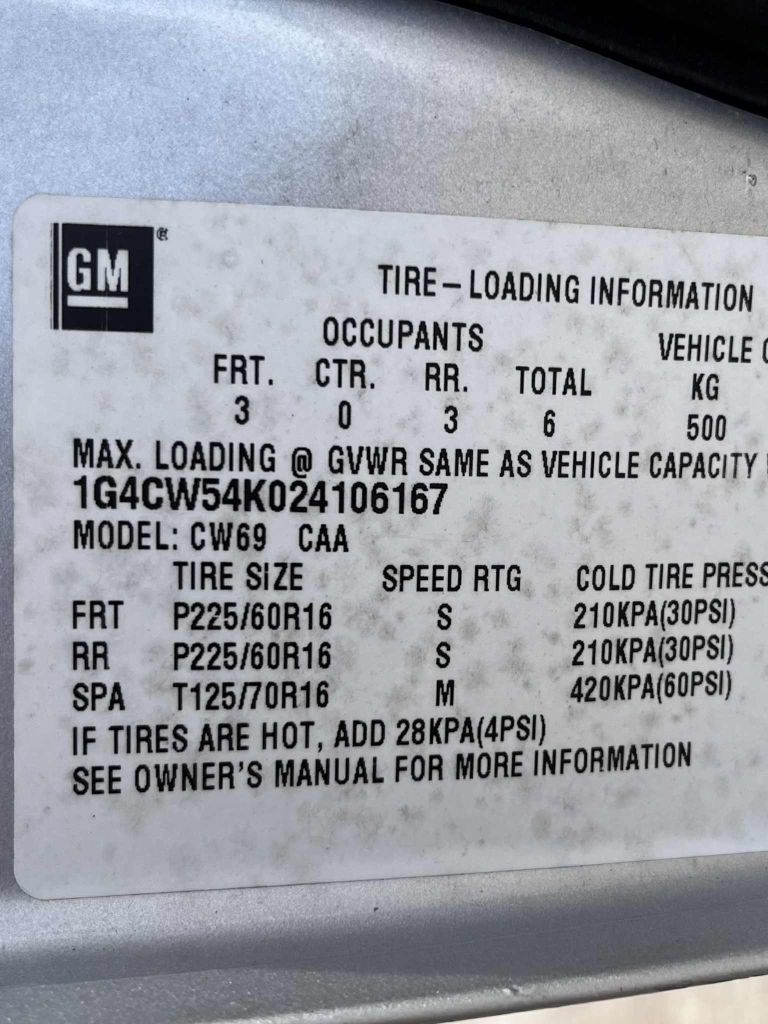 GM
TIRE-LOADING INFORMATION
OCCUPANTS VEHICLE
FRT. CTR. RR. TOTAL KG
3 0 3 6 500
MAX. LOADING @ GVWR SAME AS VEHICLE CAPACITY
1G4CW54K024106167
MODEL: CW69 CAA
TIRE SIZE SPEED RTG COLD TIRE PRESS
FRT P225/60R16 S 210KPA(30PSI)
RR P225/60R16 S 210KPA(30PSI)
SPA T125/70R16 M 420KPA(60PSI)
IF TIRES ARE HOT, ADD 28KPA(4PSI)
SEE OWNER'S MANUAL FOR MORE INFORMATION